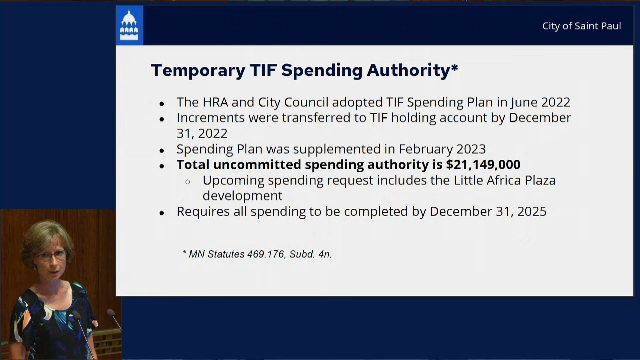 City of Saint Paul
Temporary TIF Spending Authority*
● The HRA and City Council adopted TIF Spending Plan in June 2022
● Increments were transferred to TIF holding account by December
31, 2022
● Spending Plan was supplemented in February 2023
● Total uncommitted spending authority is $21,149,000
○ Upcoming spending request includes the Little Africa Plaza
development
● Requires all spending to be completed by December 31, 2025
* MN Statutes 469.176, Subd. 4n.